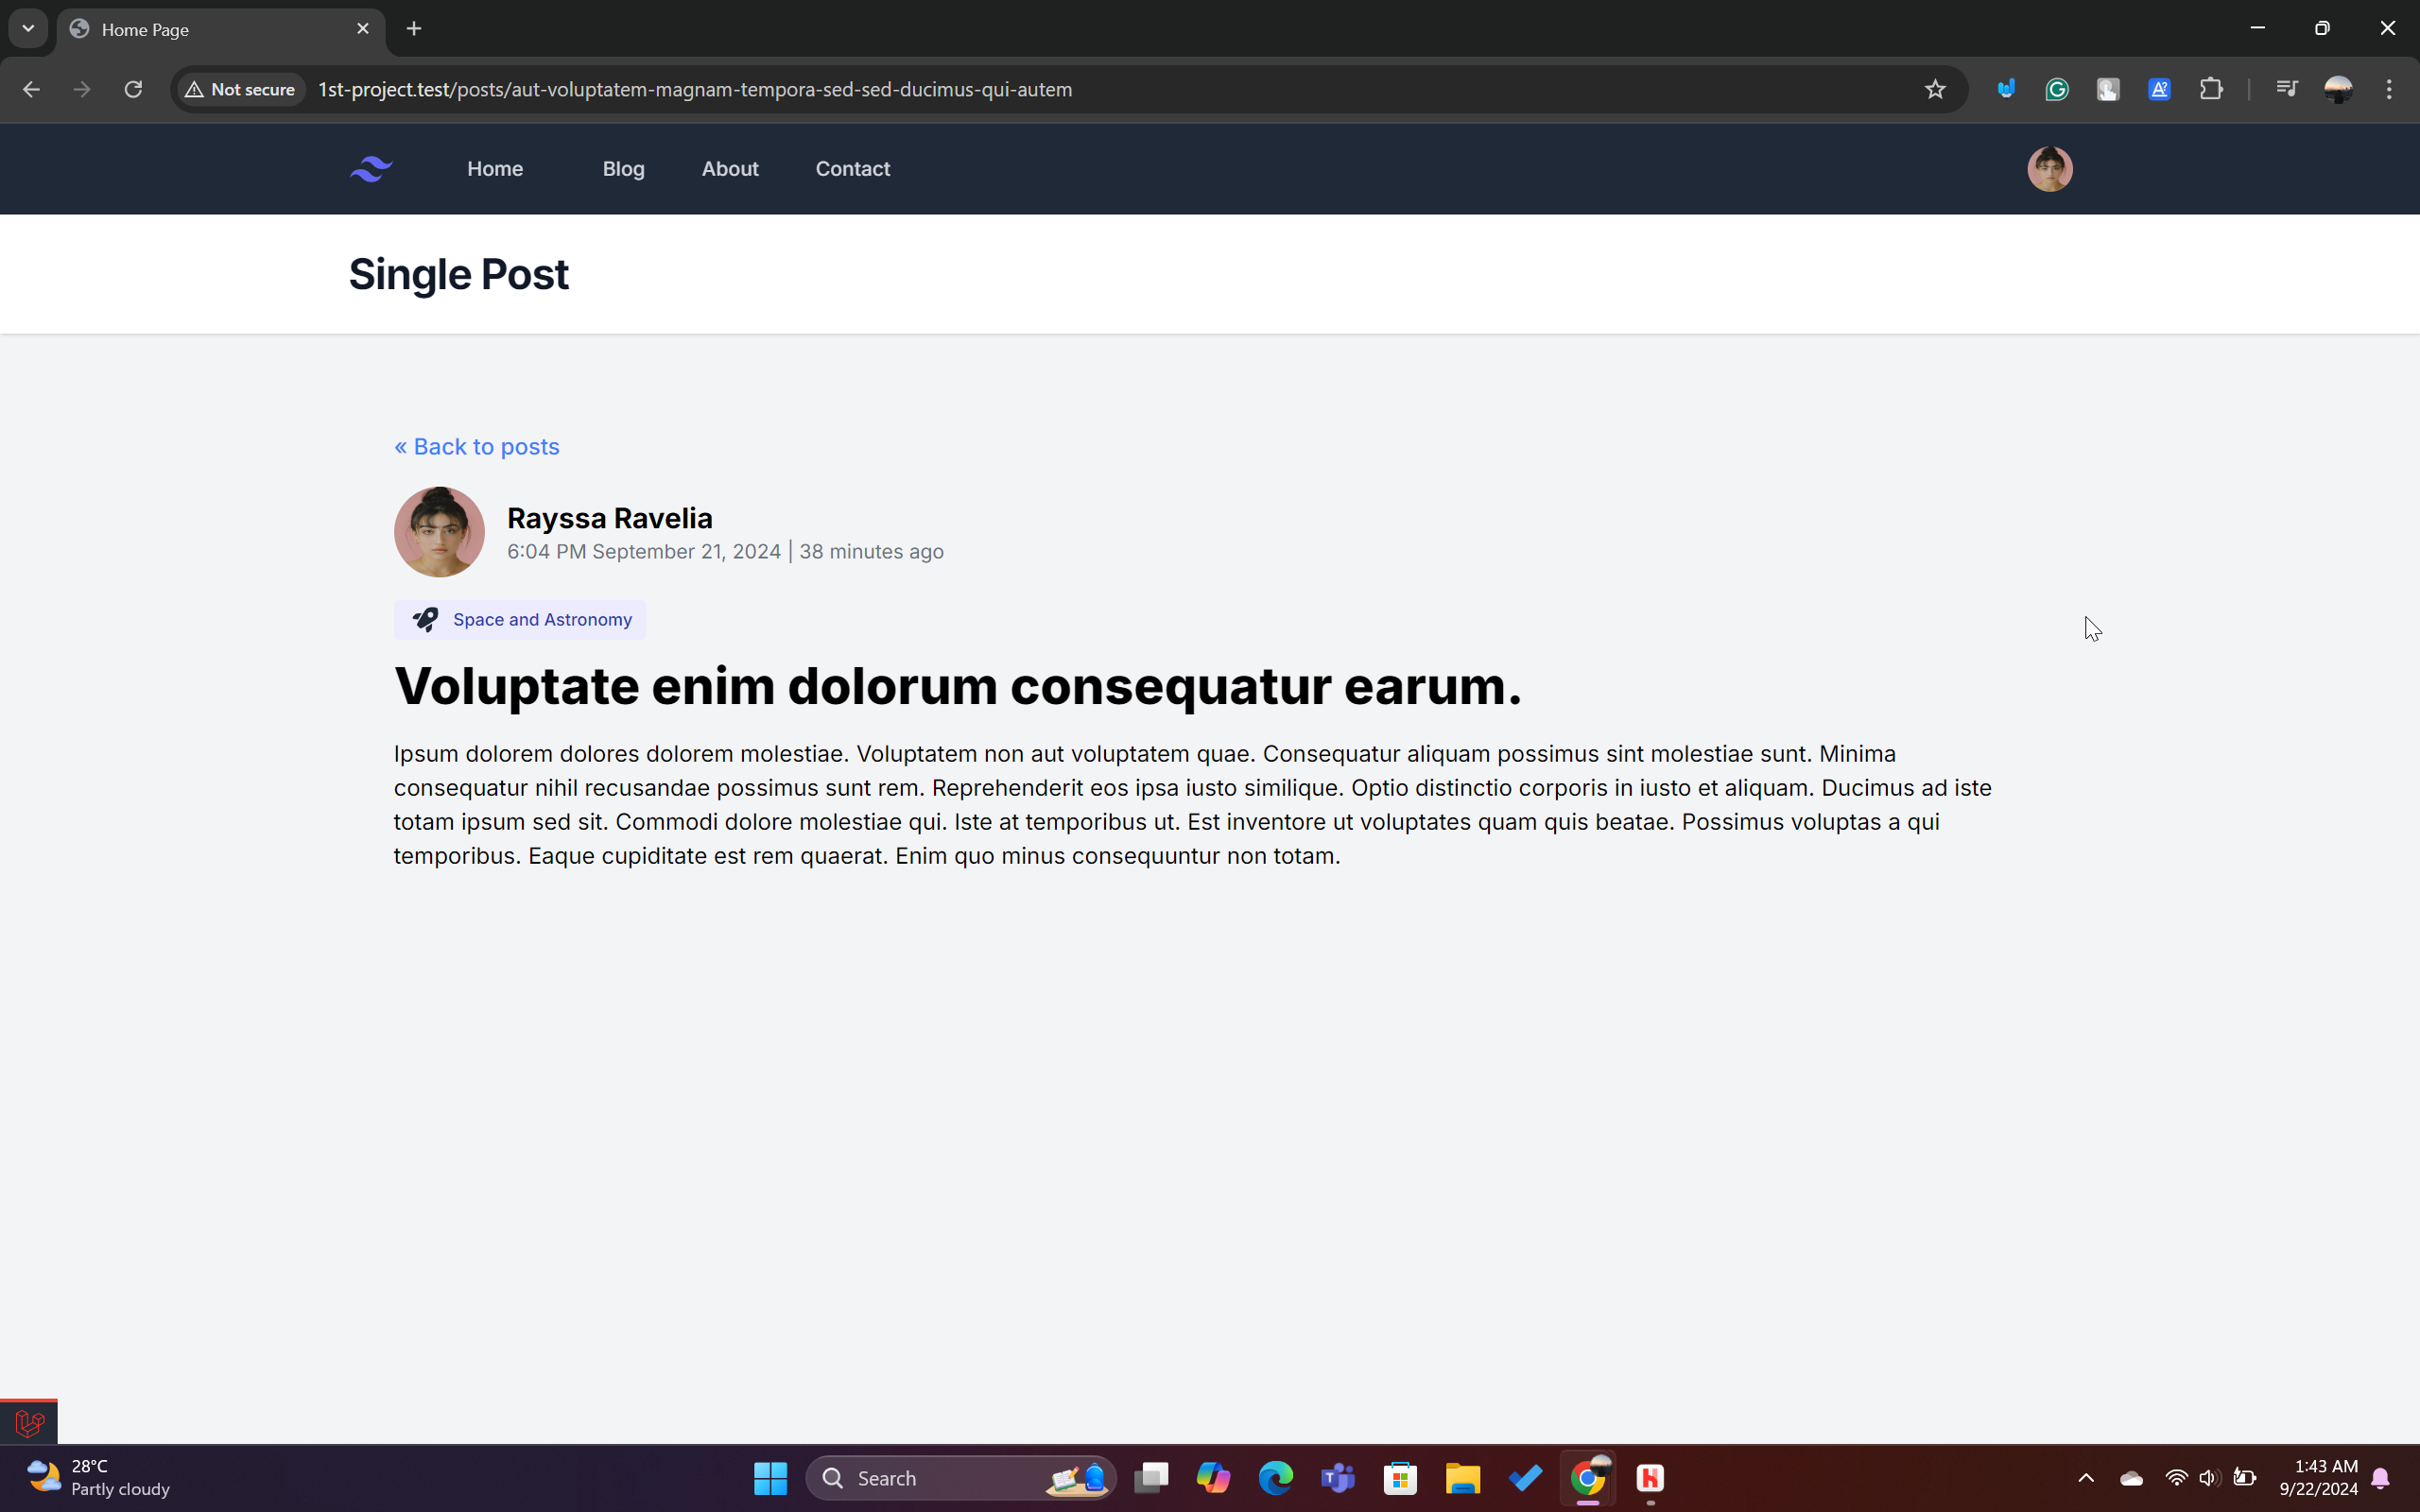 Home Page
Not secure
1st-project.test/posts/aut-voluptatem-magnam-tempora-sed-sed-ducimus-qui-autem
Home Blog About Contact
Single Post
« Back to posts
Rayssa Ravelia
6:04 PM September 21, 2024 | 38 minutes ago
Space and Astronomy
Voluptate enim dolorum consequatur earum.
Ipsum dolorem dolores dolorem molestiae. Voluptatem non aut voluptatem quae. Consequatur aliquam possimus sint molestiae sunt. Minima
consequatur nihil recusandae possimus sunt rem. Reprehenderit eos ipsa iusto similique. Optio distinctio corporis in iusto et aliquam. Ducimus ad iste
totam ipsum sed sit. Commodi dolore molestiae qui. Iste at temporibus ut. Est inventore ut voluptates quam quis beatae. Possimus voluptas a qui
temporibus. Eaque cupiditate est rem quaerat. Enim quo minus consequuntur non totam.
28°C
Partly cloudy
Search
1:43 AM
9/22/2024